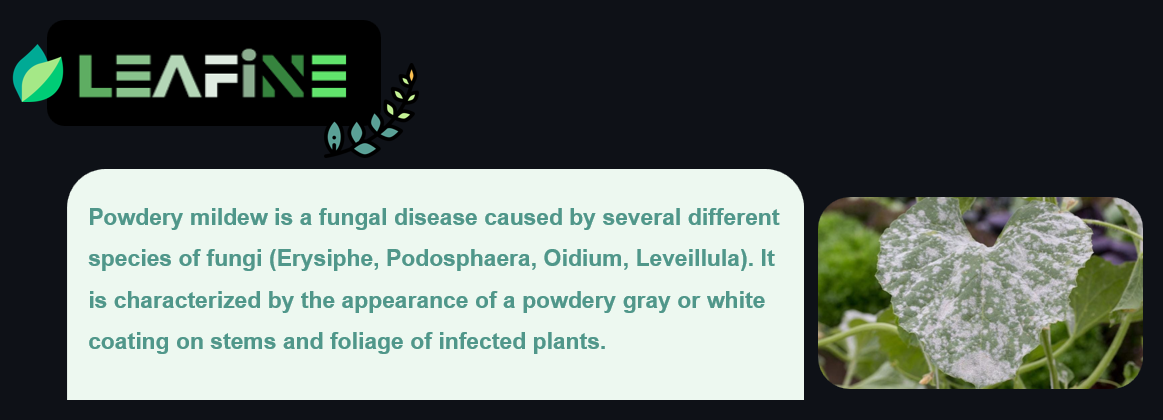 LEAFiNE
Powdery mildew is a fungal disease caused by several different
species of fungi (Erysiphe, Podosphaera, Oidium, Leveillula). It
is characterized by the appearance of a powdery gray or white
coating on stems and foliage of infected plants.